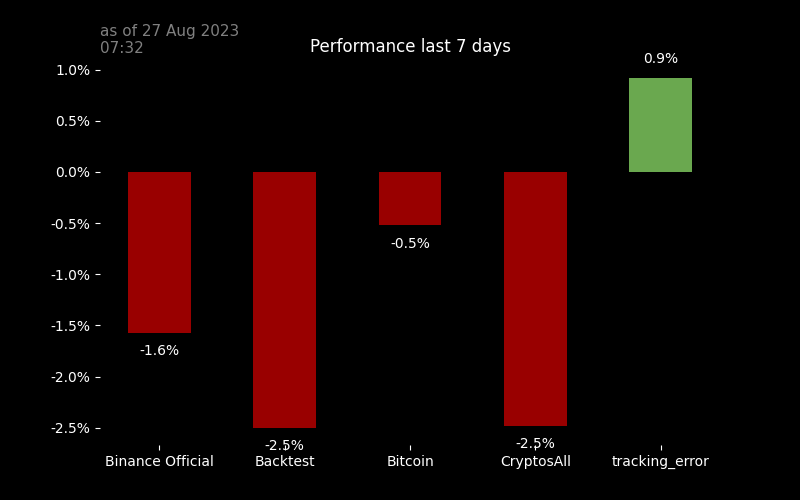 as of 27 Aug 2023
07:32
Performance last 7 days
0.9%
1.0%
0.5%
0.0%
-0.5%
-1.0%
-1.5%
-2.0%
-2.5%
-0.5%
-1.6%
-2.5%
-2.5%
Binance Official
Backtest
Bitcoin
CryptosAll
tracking_error